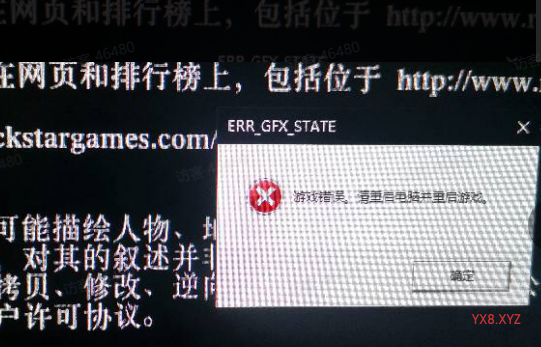 在网页和排行榜上，包括位于 http://www.
在网页和排行榜上，包括位于 http://www.
ckstargames.com/
ERR_GFX_STATE
游戏错误。请重启电脑并重启游戏。
可能描绘人物、
对其的叙述并非
确定
拷贝、修改、逆向
户许可协议。
YX8.XYZ